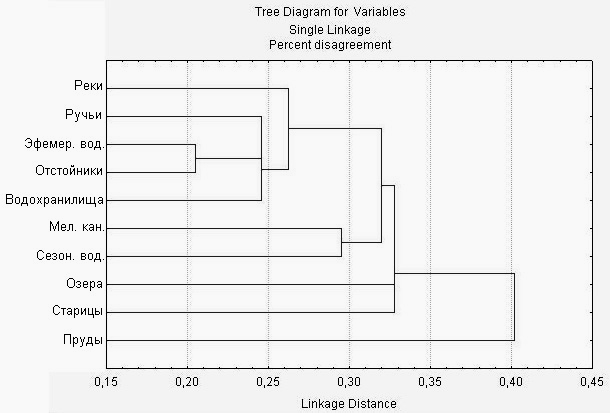 Tree Diagram for Variables
Single Linkage
Percent disagreement
Реки
Ручьи
Эфемер. вод.
Отстойники
Водохранилища
Мел. кан.
Сезон. вод.
Озера
Старицы
Пруды
0,15 0,20 0,25 0,30 0,35 0,40 0,45
Linkage Distance